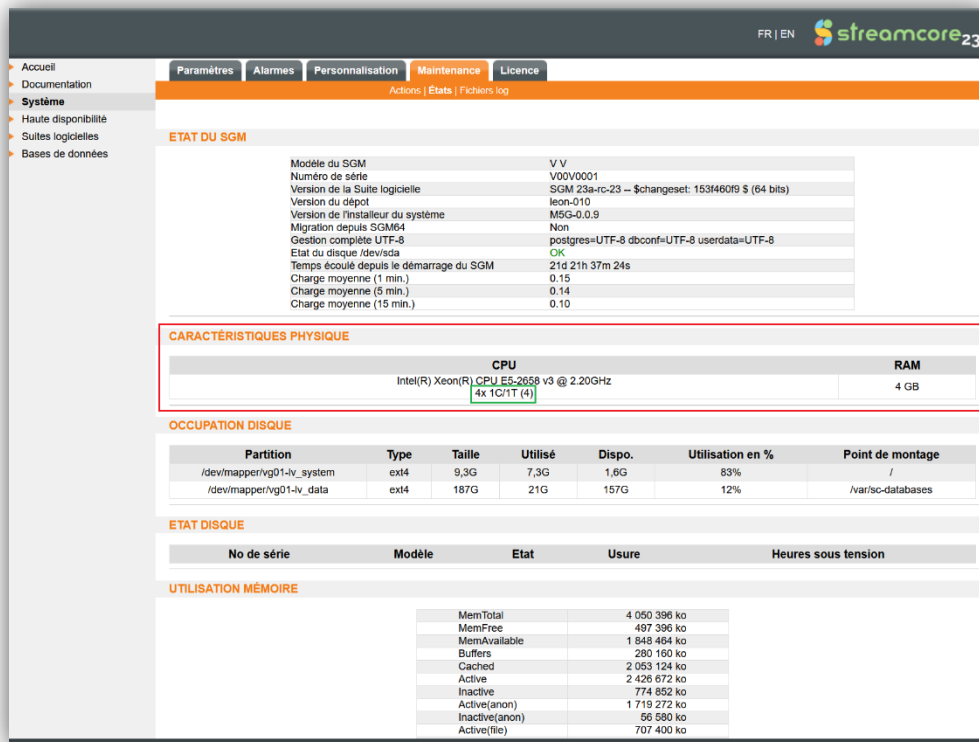 FR | EN streamcore23
Accueil
Documentation
Système
Haute disponibilité
Suites logicielles
Bases de données
Paramètres Alarmes Personnalisation Maintenance Licence
Actions | États | Fichiers log
ETAT DU SGM
Modèle du SGM V V
Numéro de série V00V0001
Version de la Suite logicielle SGM 23a-rc-23 -- $changeset: 153f460f9 $ (64 bits)
Version du dépot leon-010
Version de l'installeur du système M5G-0.0.9
Migration depuis SGM64 Non
Gestion complète UTF-8 postgres=UTF-8 dbconf=UTF-8 userdata=UTF-8
Etat du disque /dev/sda OK
Temps écoulé depuis le démarrage du SGM 21d 21h 37m 24s
Charge moyenne (1 min.) 0.15
Charge moyenne (5 min.) 0.14
Charge moyenne (15 min.) 0.10
CARACTÉRISTIQUES PHYSIQUE
CPU RAM
Intel(R) Xeon(R) CPU E5-2658 v3 @ 2.20GHz
4x 1C/1T (4) 4 GB
OCCUPATION DISQUE
Partition Type Taille Utilisé Dispo. Utilisation en % Point de montage
/dev/mapper/vg01-lv_system ext4 9,3G 7,3G 1,6G 83% /
/dev/mapper/vg01-lv_data ext4 187G 21G 157G 12% /var/sc-databases
ETAT DISQUE
No de série Modèle Etat Usure Heures sous tension
UTILISATION MÉMOIRE
MemTotal 4 050 396 ko
MemFree 497 396 ko
MemAvailable 1 848 464 ko
Buffers 280 160 ko
Cached 2 053 124 ko
Active 2 426 672 ko
Inactive 774 852 ko
Active(anon) 1 719 272 ko
Inactive(anon) 56 580 ko
Active(file) 707 400 ko